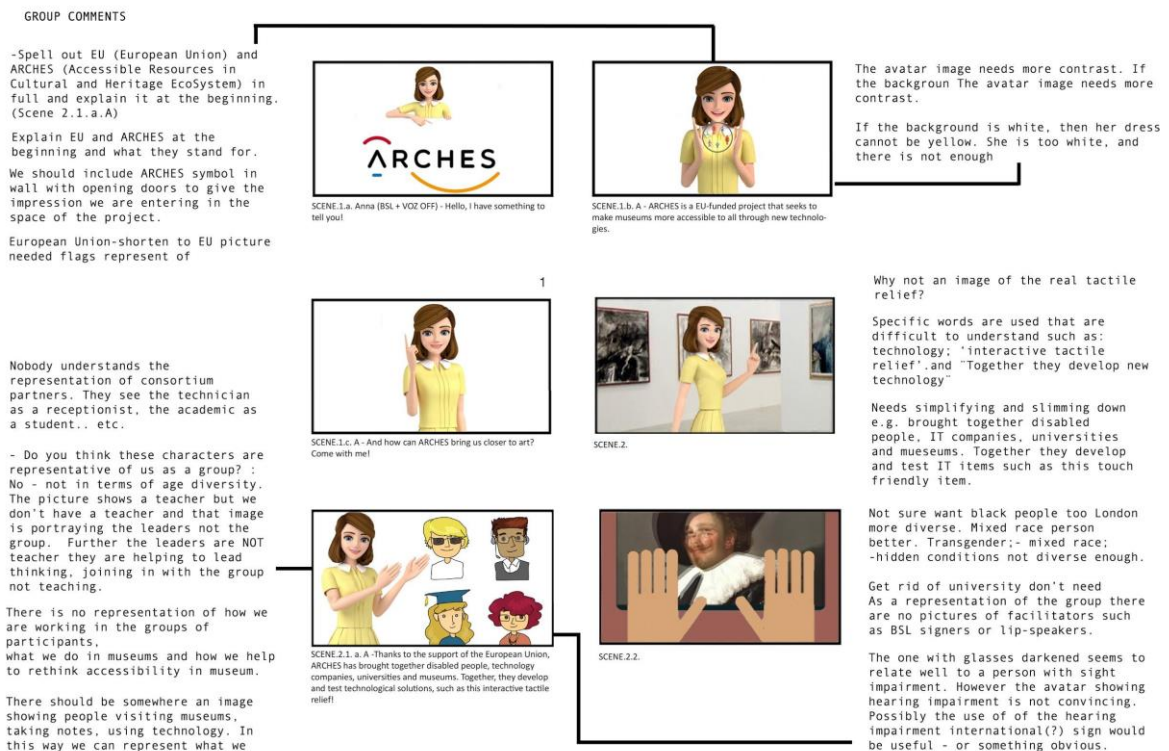 GROUP COMMENTS
-Spell out EU (European Union) and
ARCHES (Accessible Resources in
Cultural and Heritage EcoSystem) in
full and explain it at the beginning.
(Scene 2.1.a.A)
Explain EU and ARCHES at the
beginning and what they stand for.
We should include ARCHES symbol in
wall with opening doors to give the
impression we are entering in the
space of the project.
European Union-shorten to EU picture
needed flags represent of
ARCHES
SCENE.1.a. Anna (BSL + VOZ OFF) - Hello, I have something to
tell you!
SCENE.1.b. A - ARCHES is a EU-funded project that seeks to
make museums more accessible to all through new technolo-
gies.
The avatar image needs more contrast. If
the backgroun The avatar image needs more
contrast.
If the background is white, then her dress
cannot be yellow. She is too white, and
there is not enough
1
Nobody understands the
representation of consortium
partners. They see the technician
as a receptionist, the academic as
a student.. etc.
- Do you think these characters are
representative of us as a group? :
No - not in terms of age diversity.
The picture shows a teacher but we
don't have a teacher and that image
is portraying the leaders not the
group.  Further the leaders are NOT
teacher they are helping to lead
thinking, joining in with the group
not teaching.
There is no representation of how we
are working in the groups of
participants,
what we do in museums and how we help
to rethink accessibility in museum.
There should be somewhere an image
showing people visiting museums,
taking notes, using technology. In
this way we can represent what we
SCENE.1.c. A - And how can ARCHES bring us closer to art?
Come with me!
SCENE.2.
SCENE.2.1. a. A -Thanks to the support of the European Union,
ARCHES has brought together disabled people, technology
companies, universities and museums. Together, they develop
and test technological solutions, such as this interactive tactile
relief!
SCENE.2.2.
Why not an image of the real tactile
relief?
Specific words are used that are
difficult to understand such as:
technology; 'interactive tactile
relief'.and ¨Together they develop new
technology¨
Needs simplifying and slimming down
e.g. brought together disabled
people, IT companies, universities
and mueseums. Together they develop
and test IT items such as this touch
friendly item.
Not sure want black people too London
more diverse. Mixed race person
better. Transgender;- mixed race;
-hidden conditions not diverse enough.
Get rid of university don't need
As a representation of the group there
are no pictures of facilitators such
as BSL signers or lip-speakers.
The one with glasses darkened seems to
relate well to a person with sight
impairment. However the avatar showing
hearing impairment is not convincing.
Possibly the use of of the hearing
impairment international(?) sign would
be useful - or something obvious.